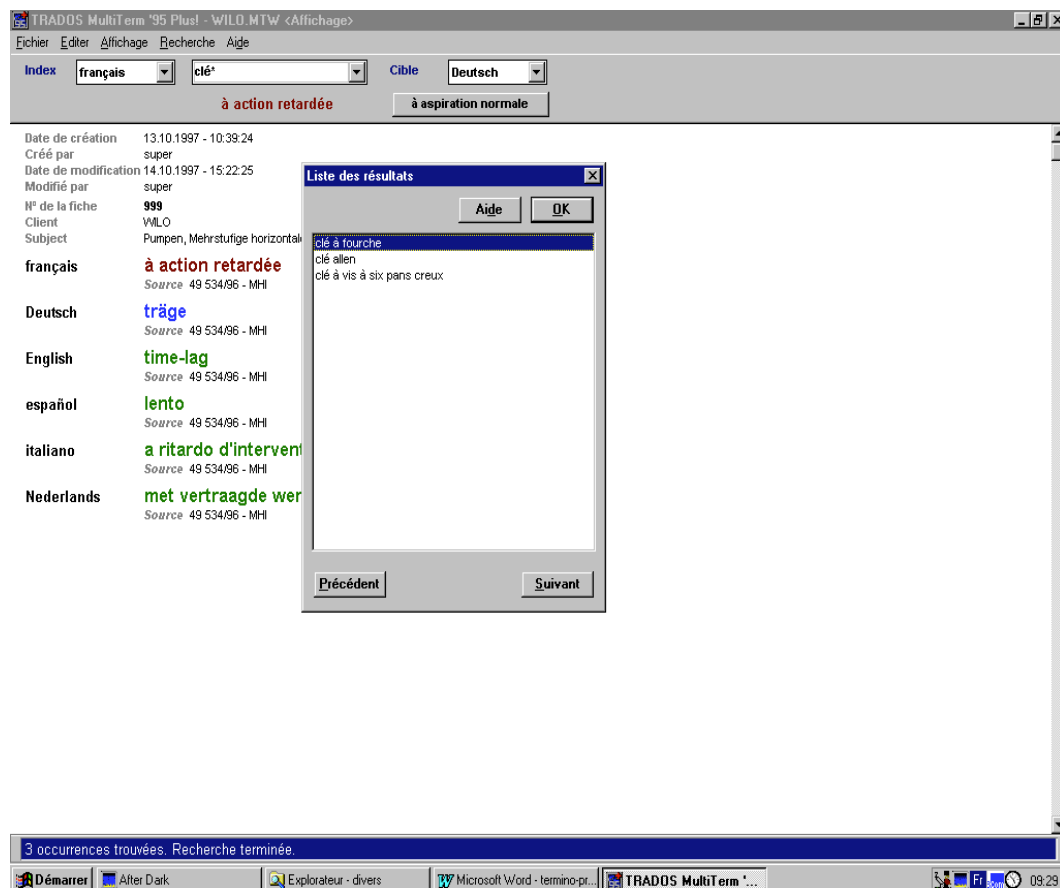 TRADOS MultiTerm '95 Plus! - WILO.MTW <Affichage>
Fichier Editer Affichage Recherche Aide
Index français clé* Cible Deutsch
à action retardée à aspiration normale
Date de création 13.10.1997 - 10:39:24
Créé par super
Date de modification 14.10.1997 - 15:22:25
Modifié par super
Nº de la fiche 999
Client WILO
Subject Pumpen, Mehrstufige horizontal
français à action retardée
Source 49 534/96 - MHI
Deutsch träge
Source 49 534/96 - MHI
English time-lag
Source 49 534/96 - MHI
español lento
Source 49 534/96 - MHI
italiano a ritardo d'intervent
Source 49 534/96 - MHI
Nederlands met vertraagde wer
Source 49 534/96 - MHI
Liste des résultats
Aide OK
clé à fourche
clé allen
clé à vis à six pans creux
Précédent Suivant
3 occurrences trouvées. Recherche terminée.
Démarrer After Dark Explorateur - divers Microsoft Word - termino-pr... TRADOS MultiTerm '... Fr .com 09:29